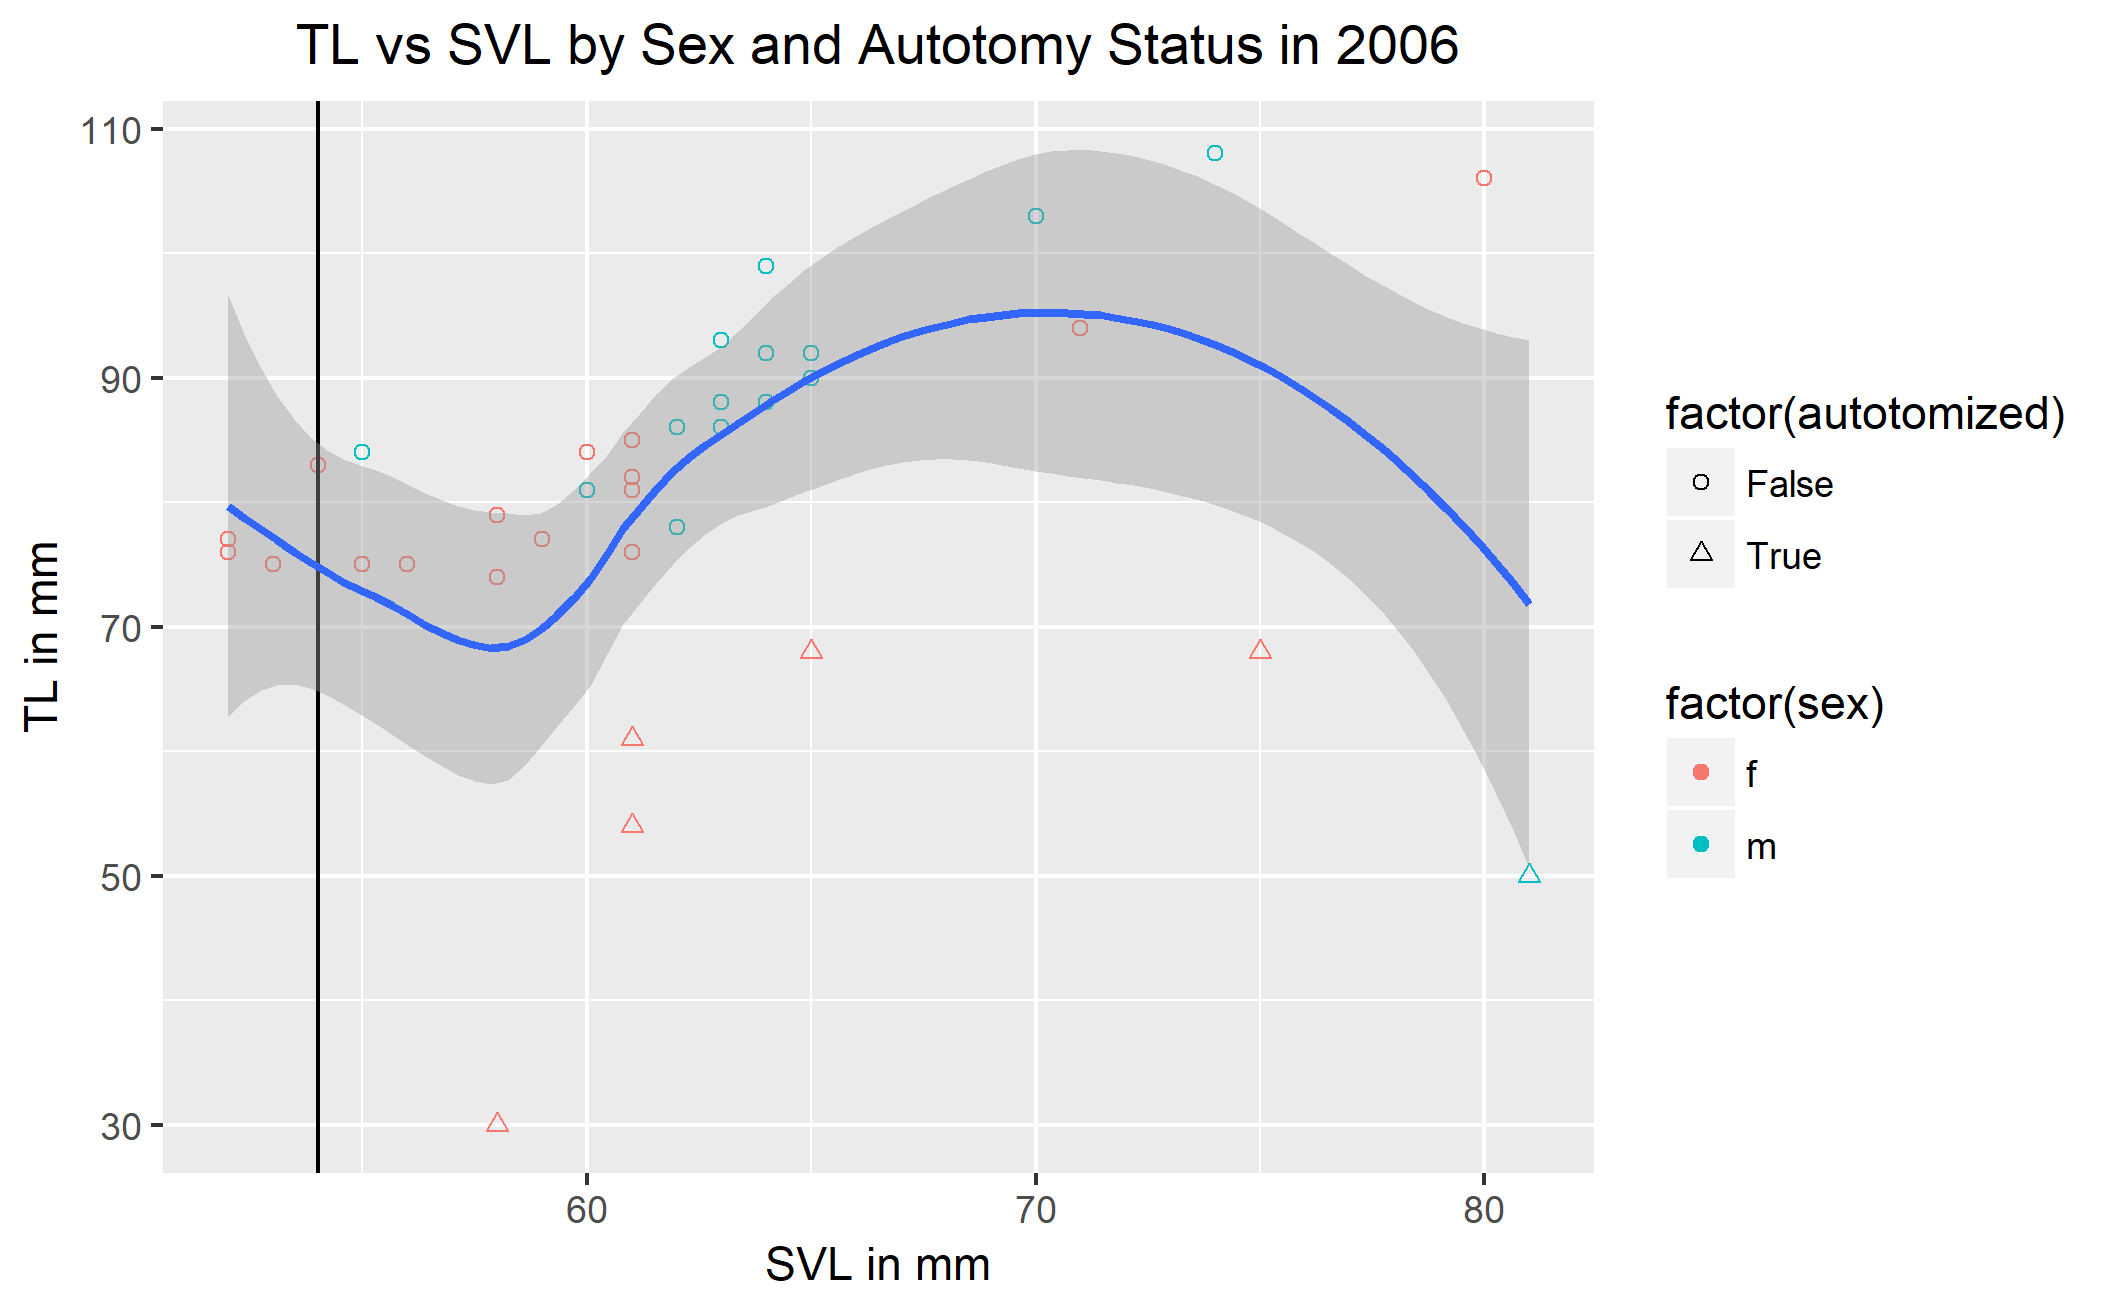 TL vs SVL by Sex and Autotomy Status in 2006
110
90
70
50
30
TL in mm
60 70 80
SVL in mm
factor(autotomized)
False
True
factor(sex)
f
m